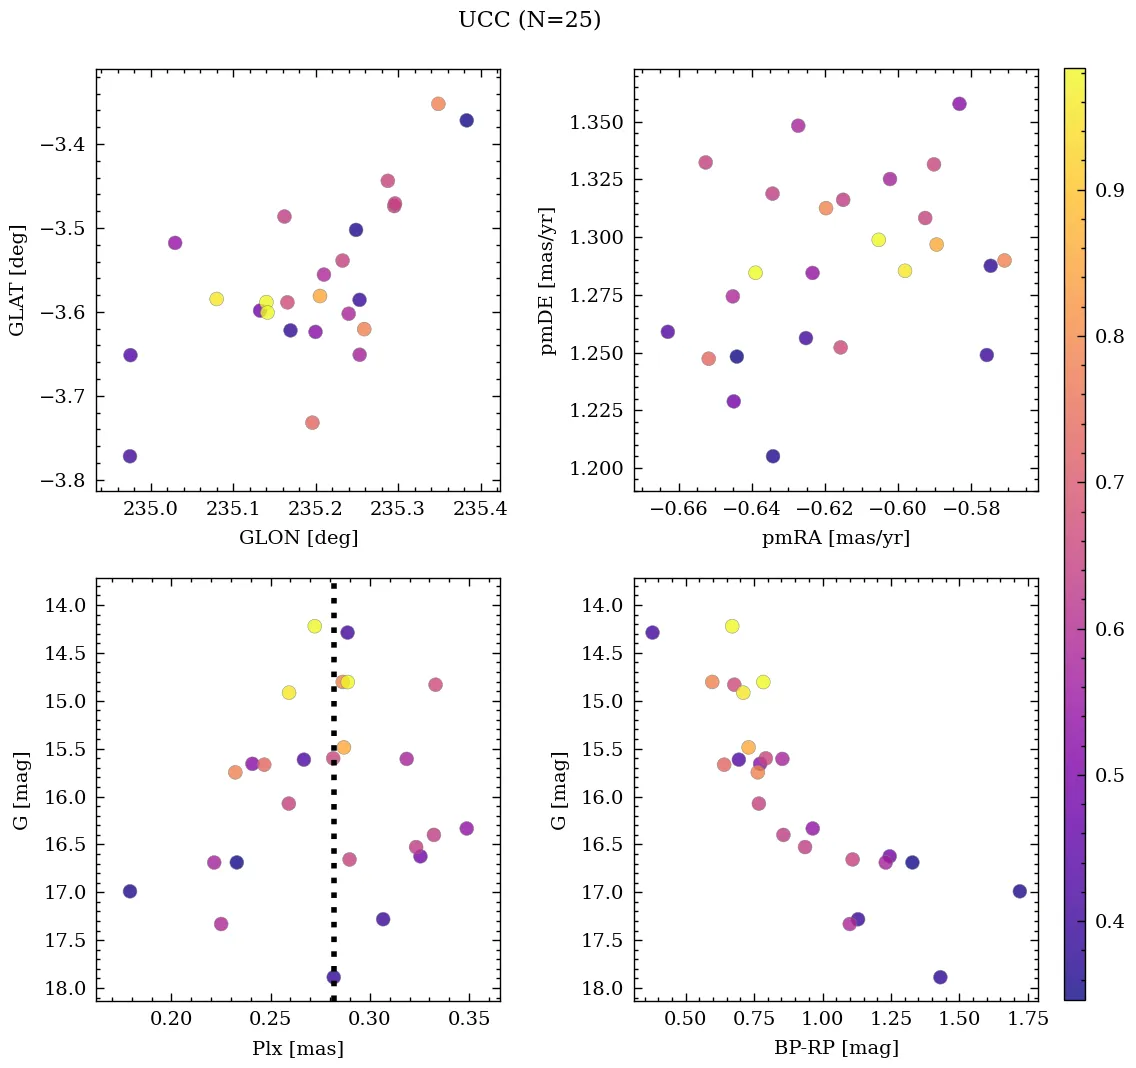 UCC (N=25)
−3.4
−3.5
−3.6
−3.7
−3.8
GLAT [deg]
235.0 235.1 235.2 235.3 235.4
GLON [deg]
1.350
1.325
1.300
1.275
1.250
1.225
1.200
pmDE [mas/yr]
−0.66 −0.64 −0.62 −0.60 −0.58
pmRA [mas/yr]
14.0
14.5
15.0
15.5
16.0
16.5
17.0
17.5
18.0
G [mag]
0.20 0.25 0.30 0.35
Plx [mas]
14.0
14.5
15.0
15.5
16.0
16.5
17.0
17.5
18.0
G [mag]
0.50 0.75 1.00 1.25 1.50 1.75
BP-RP [mag]
0.9
0.8
0.7
0.6
0.5
0.4